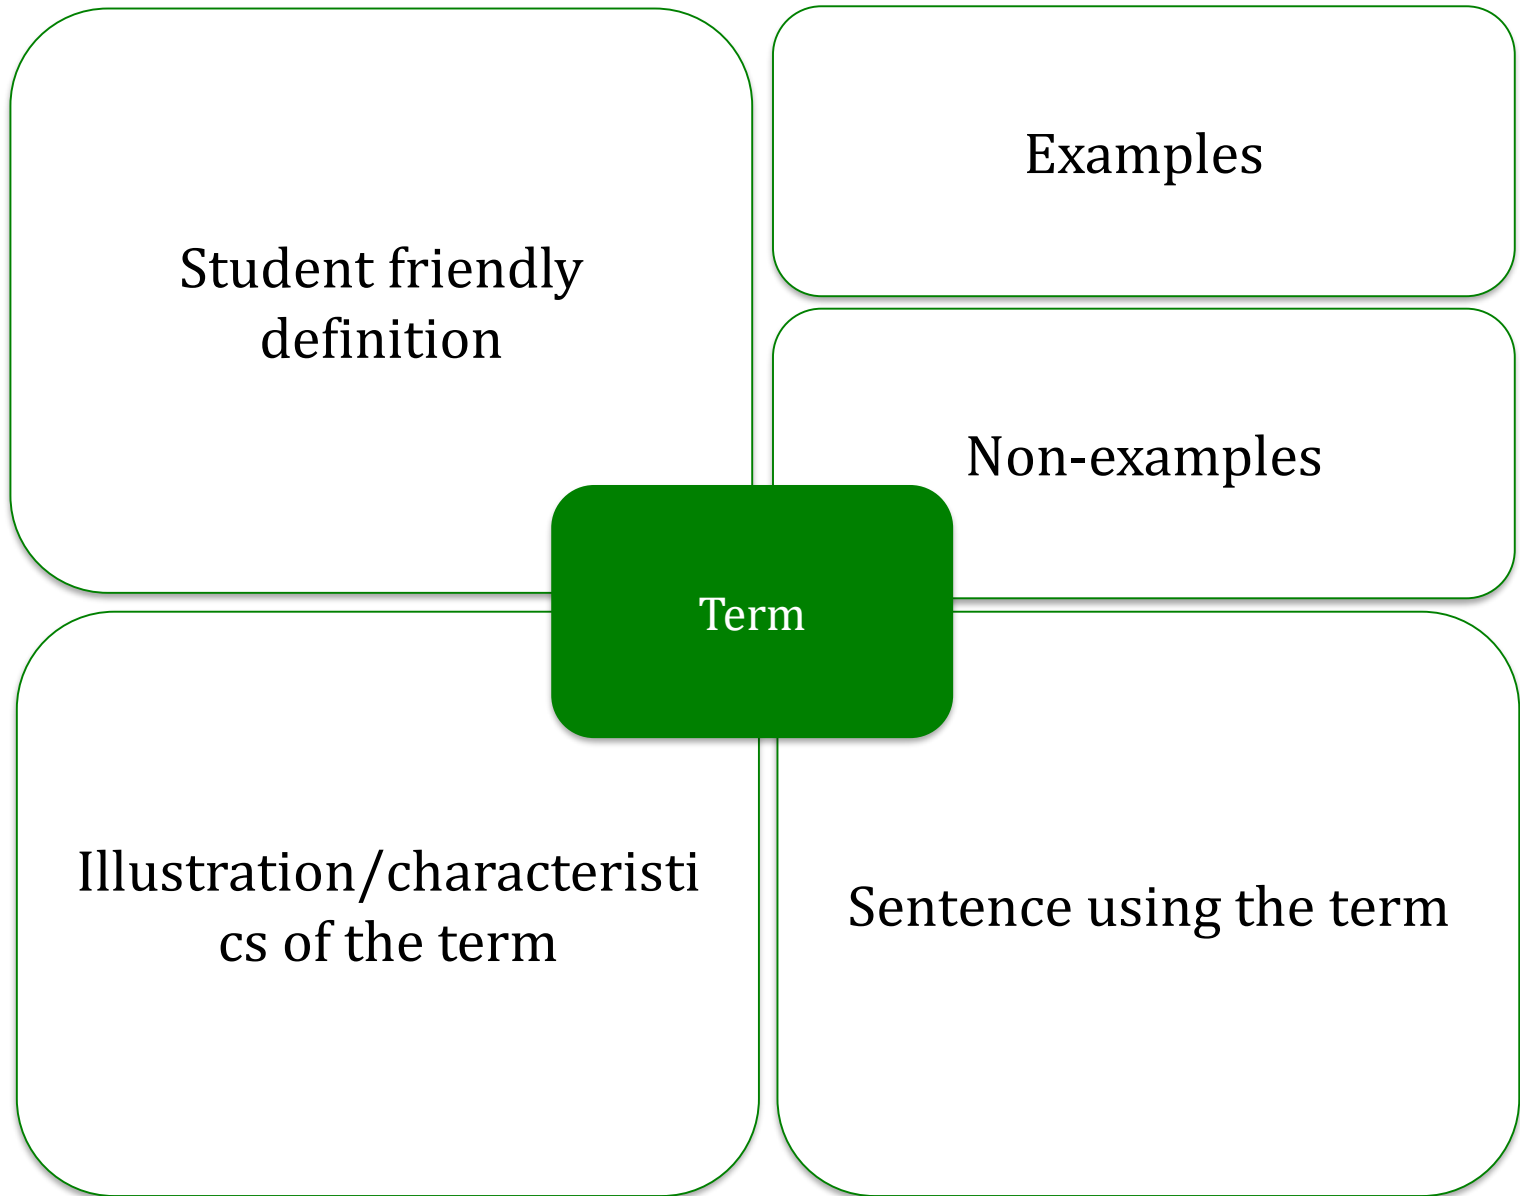 Student friendly
definition
Examples
Non-examples
Term
Illustration/characteristi
cs of the term
Sentence using the term